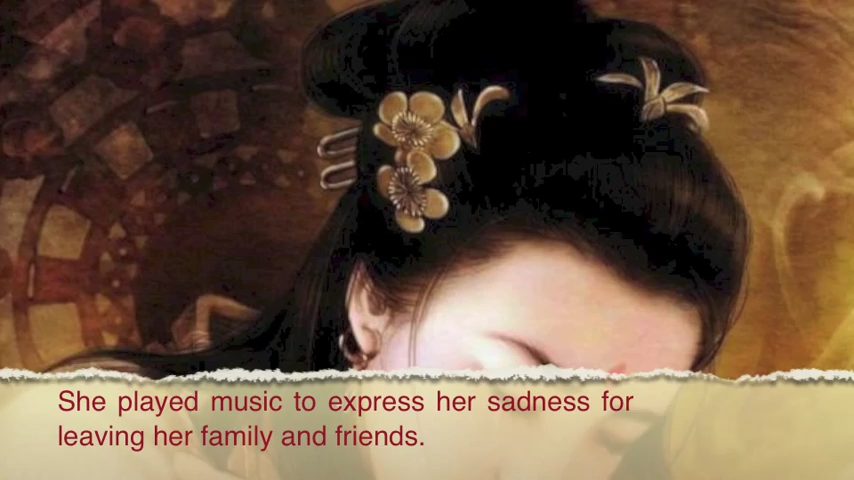 She played music to express her sadness for
leaving her family and friends.